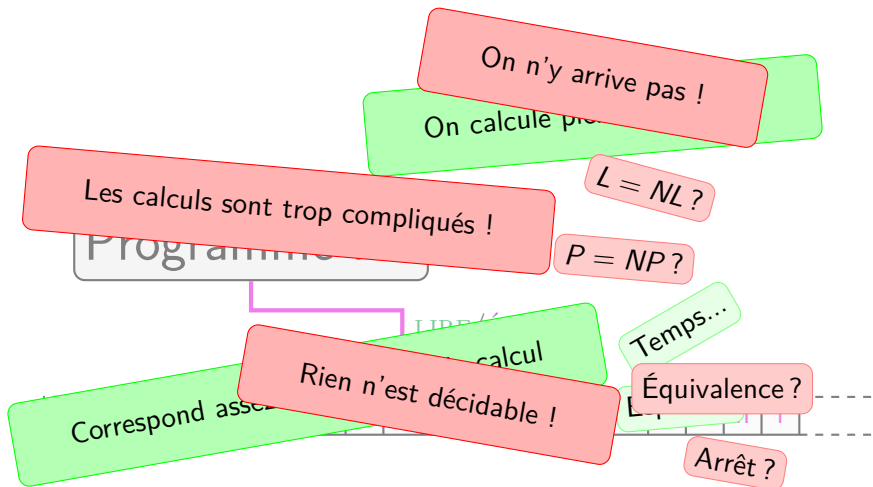 On n'y arrive pas !
On calcule
L = NL ?
Les calculs sont trop compliqués !
P = NP ?
Temps...
calcul
Rien n'est décidable !
Équivalence ?
Correspond
Arrêt ?